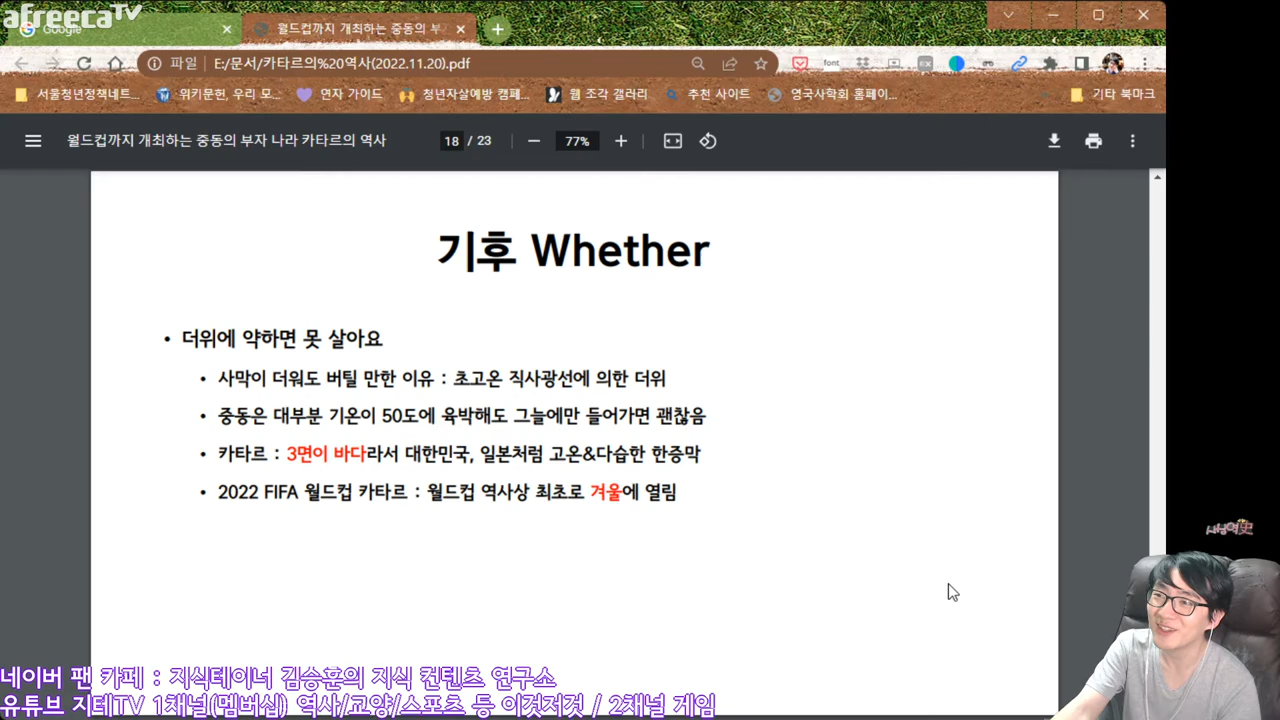 afreecaTV
Google
월드컵까지 개최하는 중동의 부
파일 E:/문서/카타르의%20역사(2022.11.20).pdf
font
서울청년정책네트...
위키문헌, 우리 모...
연자 가이드
청년자살예방 캠페...
웹 조각 갤러리
추천 사이트
영국사학회 홈페이...
기타 북마크
월드컵까지 개최하는 중동의 부자 나라 카타르의 역사
18 / 23
77%
기후 Whether
• 더위에 약하면 못 살아요
• 사막이 더워도 버틸 만한 이유 : 초고온 직사광선에 의한 더위
• 중동은 대부분 기온이 50도에 육박해도 그늘에만 들어가면 괜찮음
• 카타르 : 3면이 바다라서 대한민국, 일본처럼 고온&다습한 한증막
• 2022 FIFA 월드컵 카타르 : 월드컵 역사상 최초로 겨울에 열림
네이버 팬 카페 : 지식테이너 김승훈의 지식 컨텐츠 연구소
유튜브 지테TV 1채널(멤버십) 역사/교양/스포츠 등 이것저것 / 2채널 게임